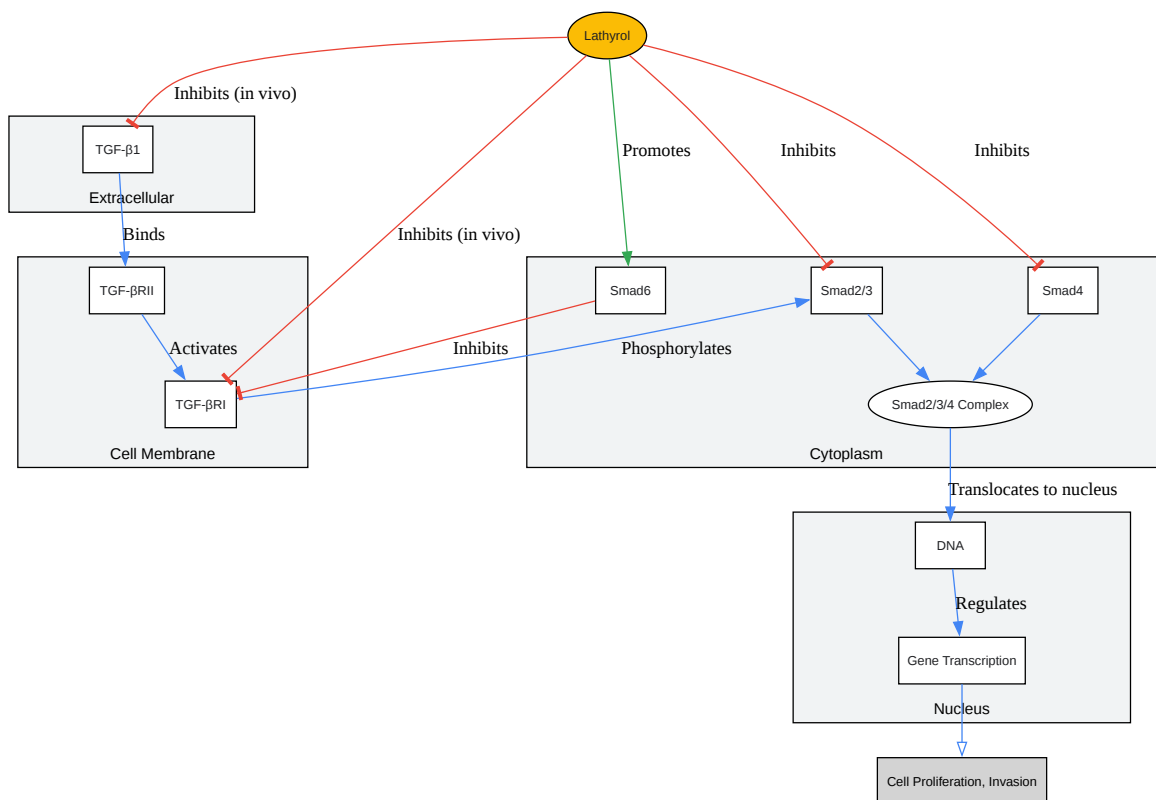 Lathyrol
Inhibits (in vivo)
TGF-β1
Extracellular
Promotes
Inhibits
Inhibits
Binds
Inhibits (in vivo)
TGF-βRII
Smad6
Smad2/3
Smad4
Activates
Inhibits
Phosphorylates
TGF-βRI
Smad2/3/4 Complex
Cell Membrane
Cytoplasm
Translocates to nucleus
DNA
Regulates
Gene Transcription
Nucleus
Cell Proliferation, Invasion